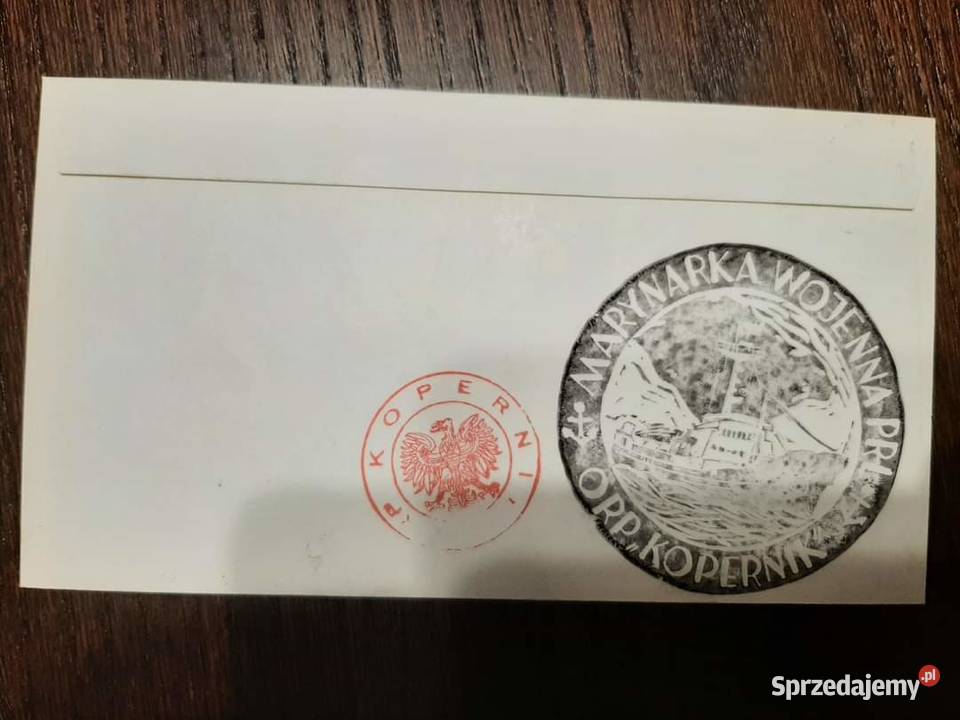 P KOPERNI
MARYNARKA WOJENNA PRL
ORP „KOPERNIK”
Sprzedajemy.pl